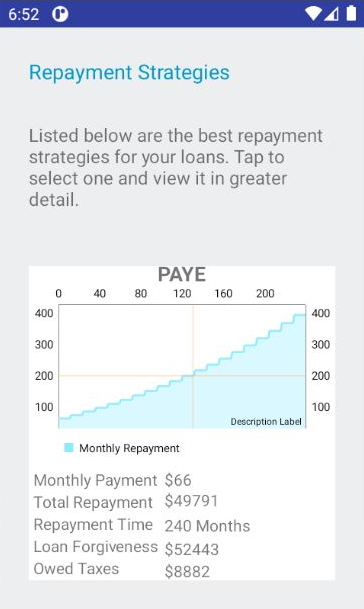 6:52
Repayment Strategies
Listed below are the best repayment
strategies for your loans. Tap to
select one and view it in greater
detail.
PAYE
0 40 80 120 160 200
400 400
300 300
200 200
100 100
Description Label
Monthly Repayment
Monthly Payment $66
Total Repayment $49791
Repayment Time 240 Months
Loan Forgiveness $52443
Owed Taxes $8882